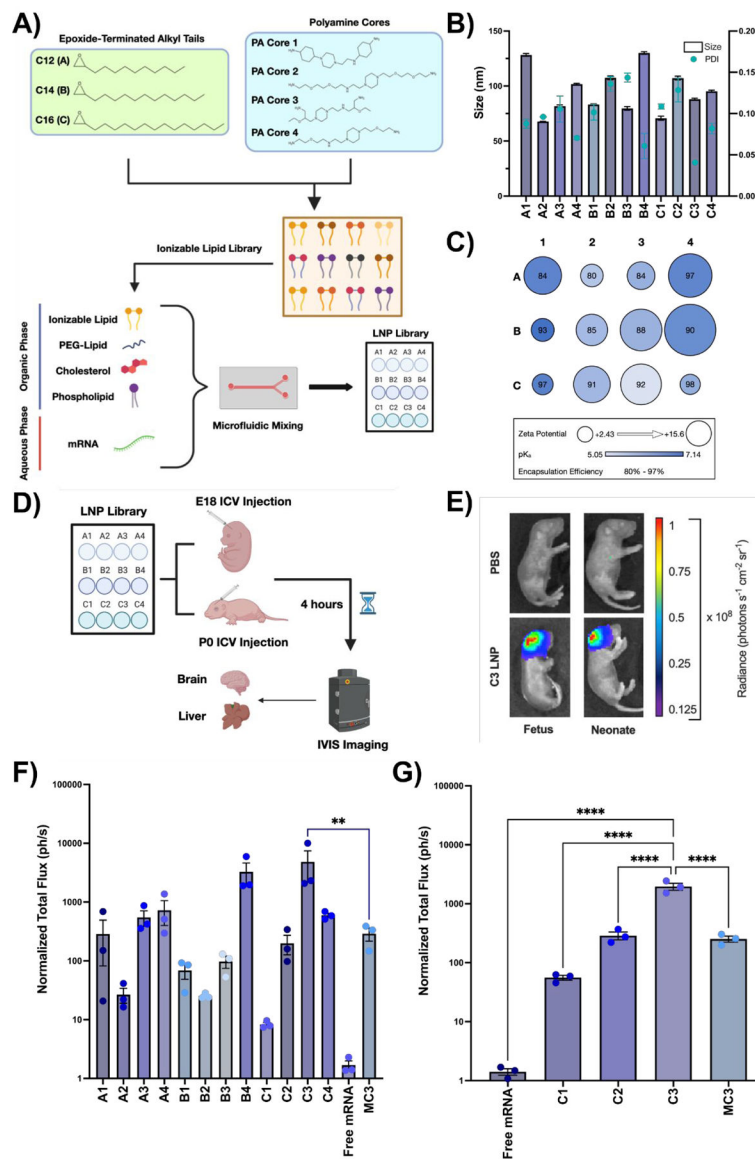 A)
Epoxide-Terminated Alkyl Tails
C12 (A)
C14 (B)
C16 (C)
Polyamine Cores
PA Core 1
PA Core 2
PA Core 3
PA Core 4
Ionizable Lipid Library
Organic Phase
Aqueous Phase
Ionizable Lipid
PEG-Lipid
Cholesterol
Phospholipid
mRNA
Microfluidic Mixing
LNP Library
A1 A2 A3 A4
B1 B2 B3 B4
C1 C2 C3 C4
B)
Size (nm)
150
100
50
0
Size
PDI
0.20
0.15
0.10
0.05
0.00
A1 A2 A3 A4 B1 B2 B3 B4 C1 C2 C3 C4
C)
1 2 3 4
A 84 80 84 97
B 93 85 88 90
C 97 91 92 98
Zeta Potential +2.43 +15.6
pKa 5.05 7.14
Encapsulation Efficiency 80% - 97%
D)
LNP Library
A1 A2 A3 A4
B1 B2 B3 B4
C1 C2 C3 C4
E18 ICV Injection
4 hours
P0 ICV Injection
Brain
Liver
IVIS Imaging
E)
PBS
C3 LNP
Fetus Neonate
1
0.75
0.5
0.25
0.125
x 10⁸
Radiance (photons s⁻¹ cm⁻² sr⁻¹)
F)
Normalized Total Flux (ph/s)
100000
10000
1000
100
10
1
**
A1 A2 A3 A4 B1 B2 B3 B4 C1 C2 C3 C4 Free mRNA MC3
G)
Normalized Total Flux (ph/s)
100000
10000
1000
100
10
1
****
****
**** ****
Free mRNA C1 C2 C3 MC3